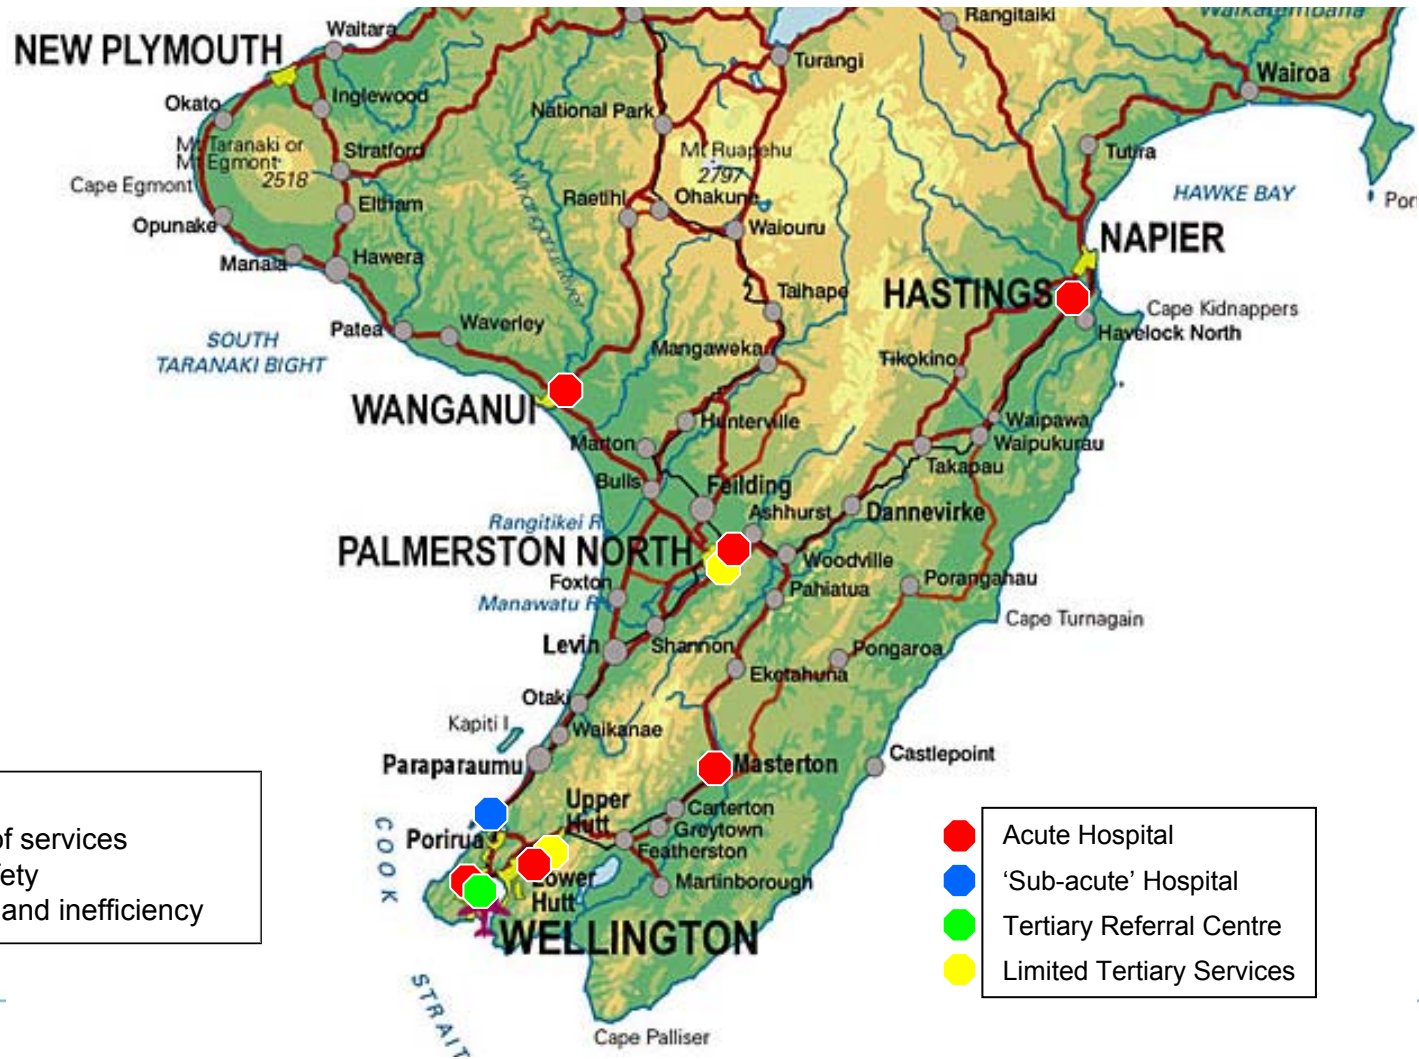 Waitara
Rangitaiki
Waikaremoana
NEW PLYMOUTH
Turangi
Wairoa
Okato
Inglewood
National Park
Mt Taranaki or
Mt Egmont
2518
Stratford
Mt Ruapehu
2797
Tutira
Cape Egmont
Eltham
Raetihi
Ohakune
HAWKE BAY
Por
Opunake
Whanganui River
Waiouru
NAPIER
Manaia
Hawera
Taihape
HASTINGS
Cape Kidnappers
Patea
Waverley
Havelock North
SOUTH
TARANAKI BIGHT
Mangaweka
Tikokino
WANGANUI
Hunterville
Waipawa
Marton
Waipukurau
Takapau
Bulls
Feilding
Rangitikei R
Ashhurst
Dannevirke
PALMERSTON NORTH
Woodville
Foxton
Pahiatua
Porangahau
Manawatu R
Cape Turnagain
Levin
Shannon
Pongaroa
Eketahuna
Otaki
Kapiti I
Waikanae
Paraparaumu
Masterton
Castlepoint
Upper
Hutt
Carterton
Greytown
Porirua
Featherston
Lower
Hutt
Martinborough
COOK
STRAIT
WELLINGTON
Cape Palliser
of services
ety
and inefficiency
Acute Hospital
‘Sub-acute’ Hospital
Tertiary Referral Centre
Limited Tertiary Services